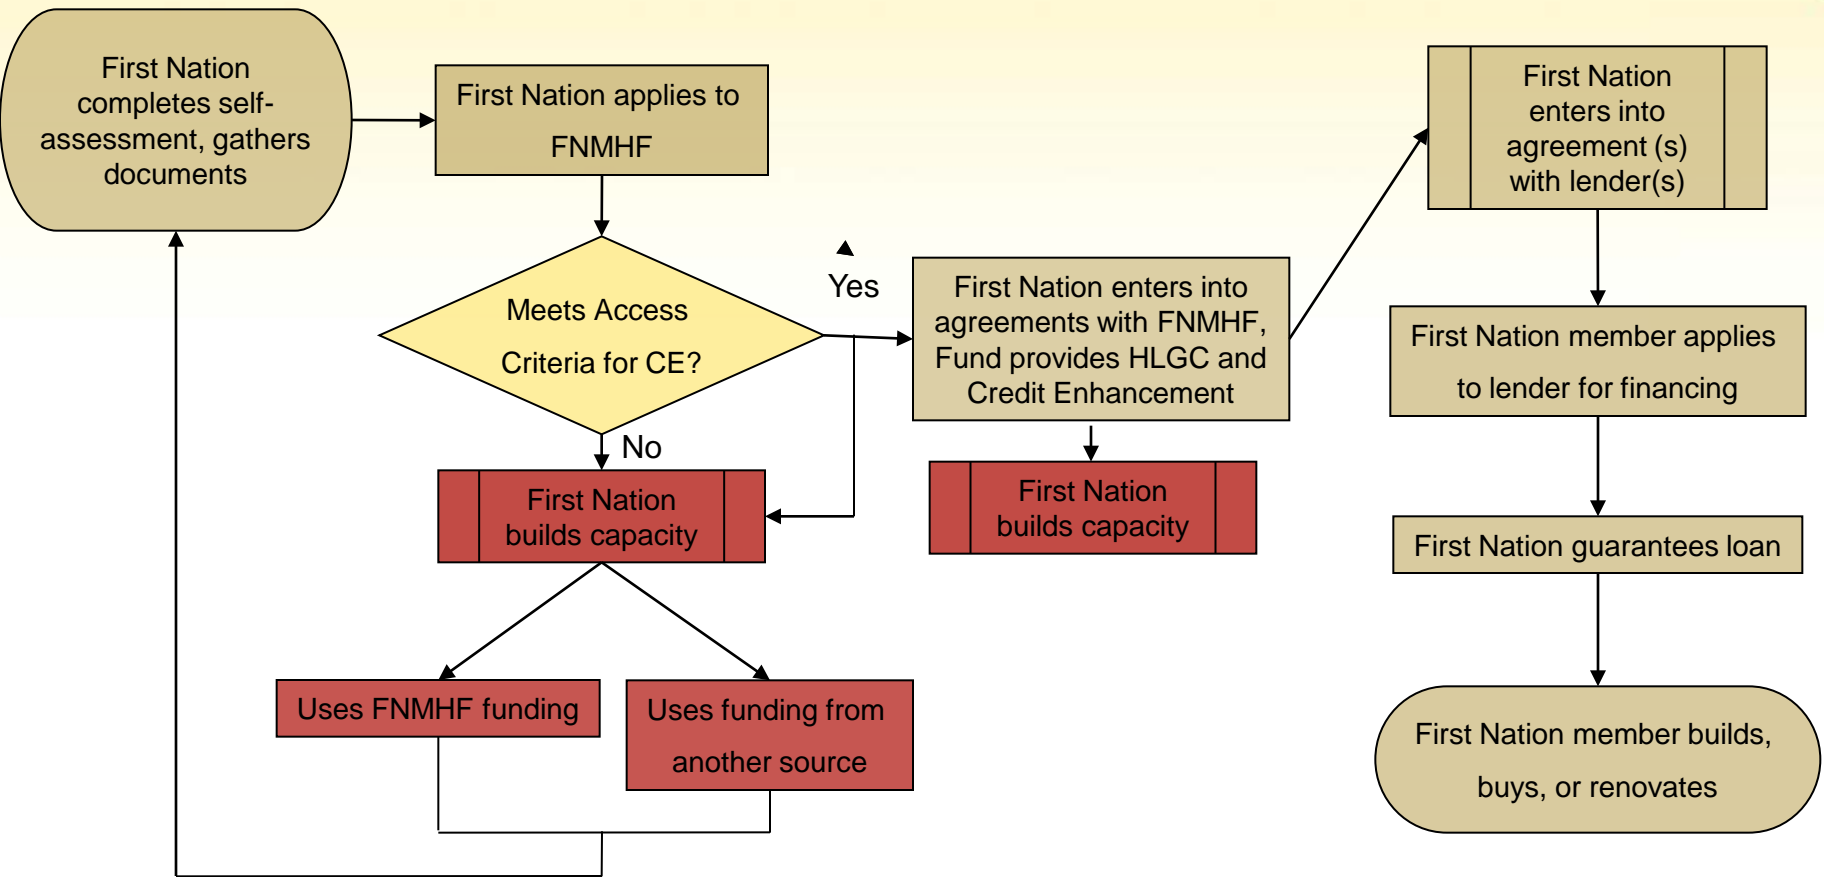 First Nation
completes self-
assessment, gathers
documents
First Nation applies to
FNMHF
Meets Access
Criteria for CE?
Yes
No
First Nation enters into
agreements with FNMHF,
Fund provides HLGC and
Credit Enhancement
First Nation
builds capacity
First Nation
builds capacity
Uses FNMHF funding
Uses funding from
another source
First Nation
enters into
agreement (s)
with lender(s)
First Nation member applies
to lender for financing
First Nation guarantees loan
First Nation member builds,
buys, or renovates